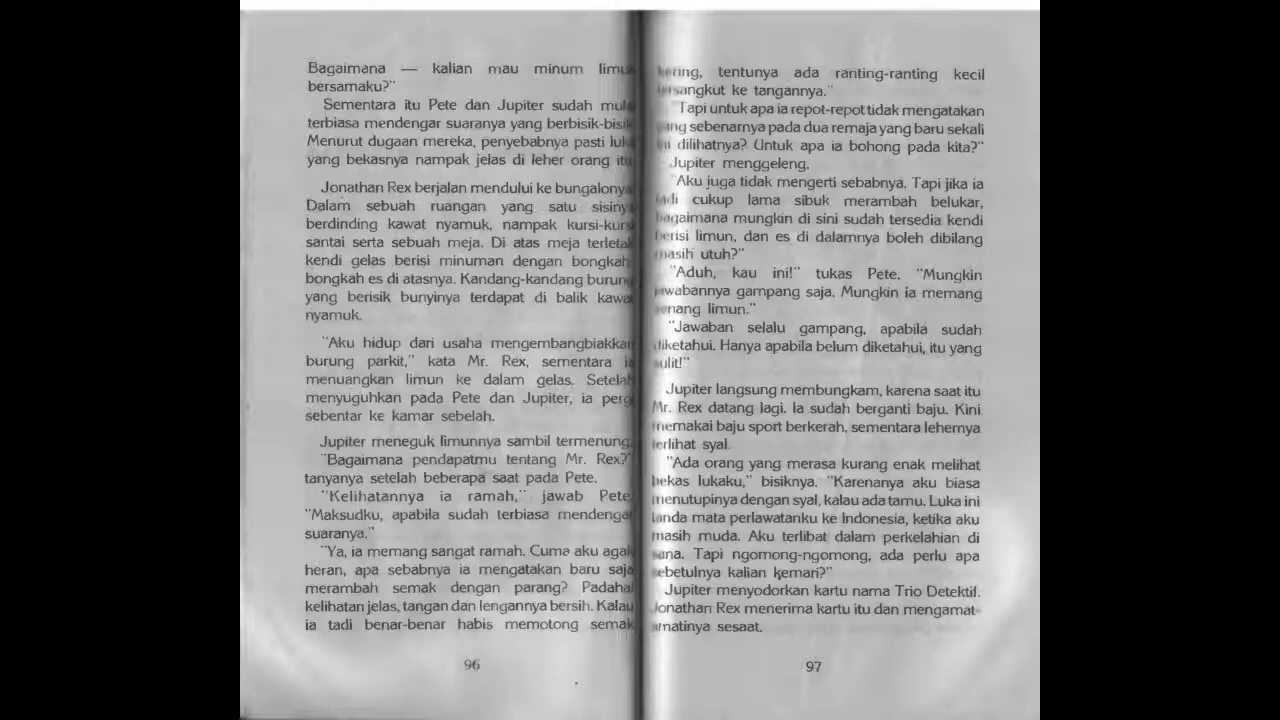 Bagaimana — kalian mau minum limun
bersamaku?"
Sementara itu Pete dan Jupiter sudah mulai
terbiasa mendengar suaranya yang berbisik-bisik.
Menurut dugaan mereka, penyebabnya pasti luka
yang bekasnya nampak jelas di leher orang itu.
Jonathan Rex berjalan mendului ke bungalonya.
Dalam sebuah ruangan yang satu sisinya
berdinding kawat nyamuk, nampak kursi-kursi
santai serta sebuah meja. Di atas meja terletak
kendi gelas berisi minuman dengan bongkah-
bongkah es di atasnya. Kandang-kandang burung
yang berisik bunyinya terdapat di balik kawat
nyamuk.
"Aku hidup dari usaha mengembangbiakkan
burung parkit," kata Mr. Rex, sementara ia
menuangkan limun ke dalam gelas. Setelah
menyuguhkan pada Pete dan Jupiter, ia pergi
sebentar ke kamar sebelah.
Jupiter meneguk limunnya sambil termenung.
"Bagaimana pendapatmu tentang Mr. Rex?"
tanyanya setelah beberapa saat pada Pete.
"Kelihatannya ia ramah," jawab Pete.
"Maksudku, apabila sudah terbiasa mendengar
suaranya."
"Ya, ia memang sangat ramah. Cuma aku agak
heran, apa sebabnya ia mengatakan baru saja
merambah semak dengan parang? Padahal
kelihatan jelas, tangan dan lengannya bersih. Kalau
ia tadi benar-benar habis memotong semak
96
kering, tentunya ada ranting-ranting kecil
tersangkut ke tangannya."
"Tapi untuk apa ia repot-repot tidak mengatakan
yang sebenarnya pada dua remaja yang baru sekali
ini dilihatnya? Untuk apa ia bohong pada kita?"
Jupiter menggeleng.
"Aku juga tidak mengerti sebabnya. Tapi jika ia
tadi cukup lama sibuk merambah belukar,
bagaimana mungkin di sini sudah tersedia kendi
berisi limun, dan es di dalamnya boleh dibilang
masih utuh?"
"Aduh, kau ini!" tukas Pete. "Mungkin
jawabannya gampang saja. Mungkin ia memang
senang limun."
"Jawaban selalu gampang, apabila sudah
diketahui. Hanya apabila belum diketahui, itu yang
sulit!"
Jupiter langsung membungkam, karena saat itu
Mr. Rex datang lagi. Ia sudah berganti baju. Kini
memakai baju sport berkerah, sementara lehernya
terlihat syal.
"Ada orang yang merasa kurang enak melihat
bekas lukaku," bisiknya. "Karenanya aku biasa
menutupinya dengan syal, kalau ada tamu. Luka ini
tanda mata perlawatanku ke Indonesia, ketika aku
masih muda. Aku terlibat dalam perkelahian di
sana. Tapi ngomong-ngomong, ada perlu apa
sebetulnya kalian kemari?"
Jupiter menyodorkan kartu nama Trio Detektif.
Jonathan Rex menerima kartu itu dan mengamat-
amatinya sesaat.
97